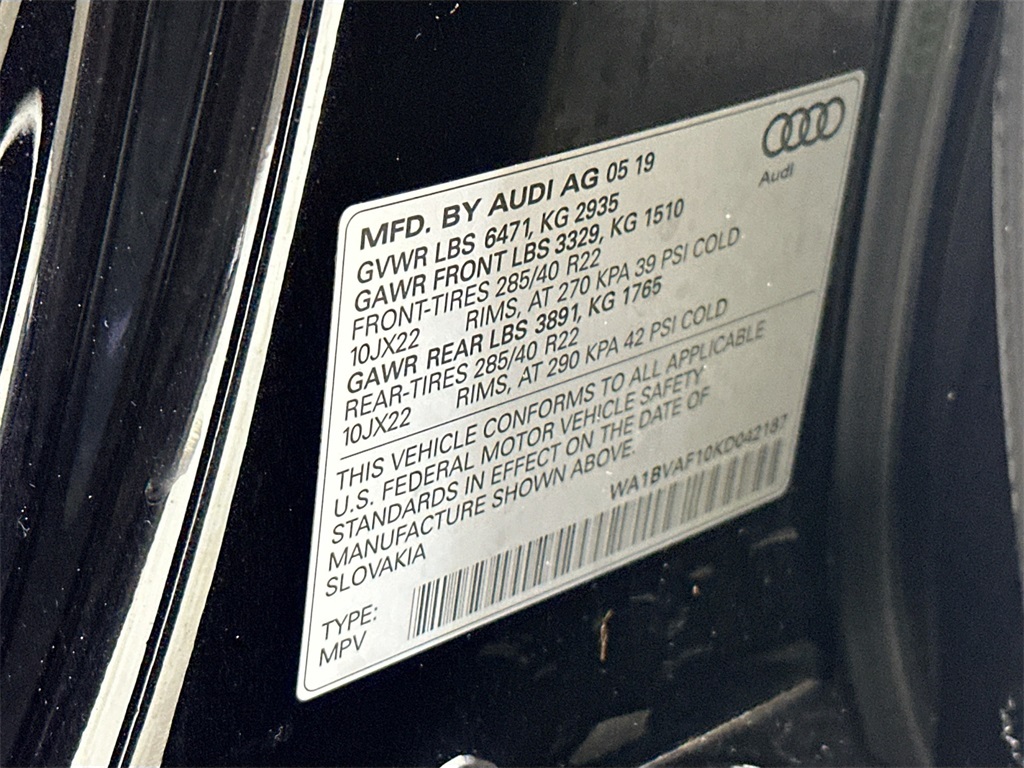 Audi
MFD. BY AUDI AG 05 19
GVWR LBS 6471, KG 2935
GAWR FRONT LBS 3329, KG 1510
FRONT-TIRES 285/40 R22
10JX22 RIMS, AT 270 KPA 39 PSI COLD
GAWR REAR LBS 3891, KG 1765
REAR-TIRES 285/40 R22
10JX22 RIMS, AT 290 KPA 42 PSI COLD
THIS VEHICLE CONFORMS TO ALL APPLICABLE
U.S. FEDERAL MOTOR VEHICLE SAFETY
STANDARDS IN EFFECT ON THE DATE OF
MANUFACTURE SHOWN ABOVE.
SLOVAKIA
WA1BVAF10KD042187
TYPE:
MPV